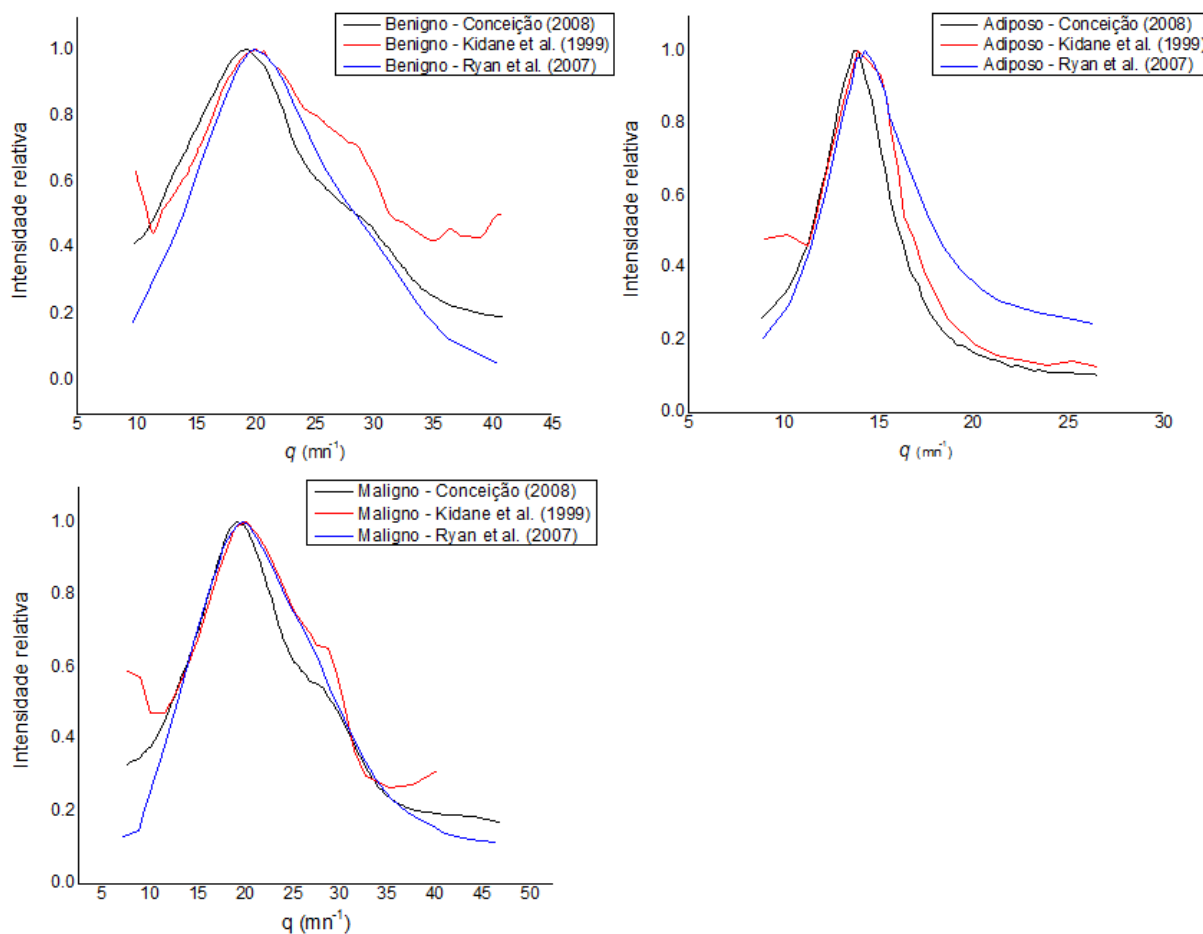 Benigno - Conceição (2008)
Benigno - Kidane et al. (1999)
Benigno - Ryan et al. (2007)
Intensidade relativa
1.0
0.8
0.6
0.4
0.2
0.0
5 10 15 20 25 30 35 40 45
q (mn⁻¹)
Adiposo - Conceição (2008)
Adiposo - Kidane et al. (1999)
Adiposo - Ryan et al. (2007)
Intensidade relativa
1.0
0.8
0.6
0.4
0.2
0.0
5 10 15 20 25 30
q (mn⁻¹)
Maligno - Conceição (2008)
Maligno - Kidane et al. (1999)
Maligno - Ryan et al. (2007)
Intensidade relativa
1.0
0.8
0.6
0.4
0.2
0.0
5 10 15 20 25 30 35 40 45 50
q (mn⁻¹)